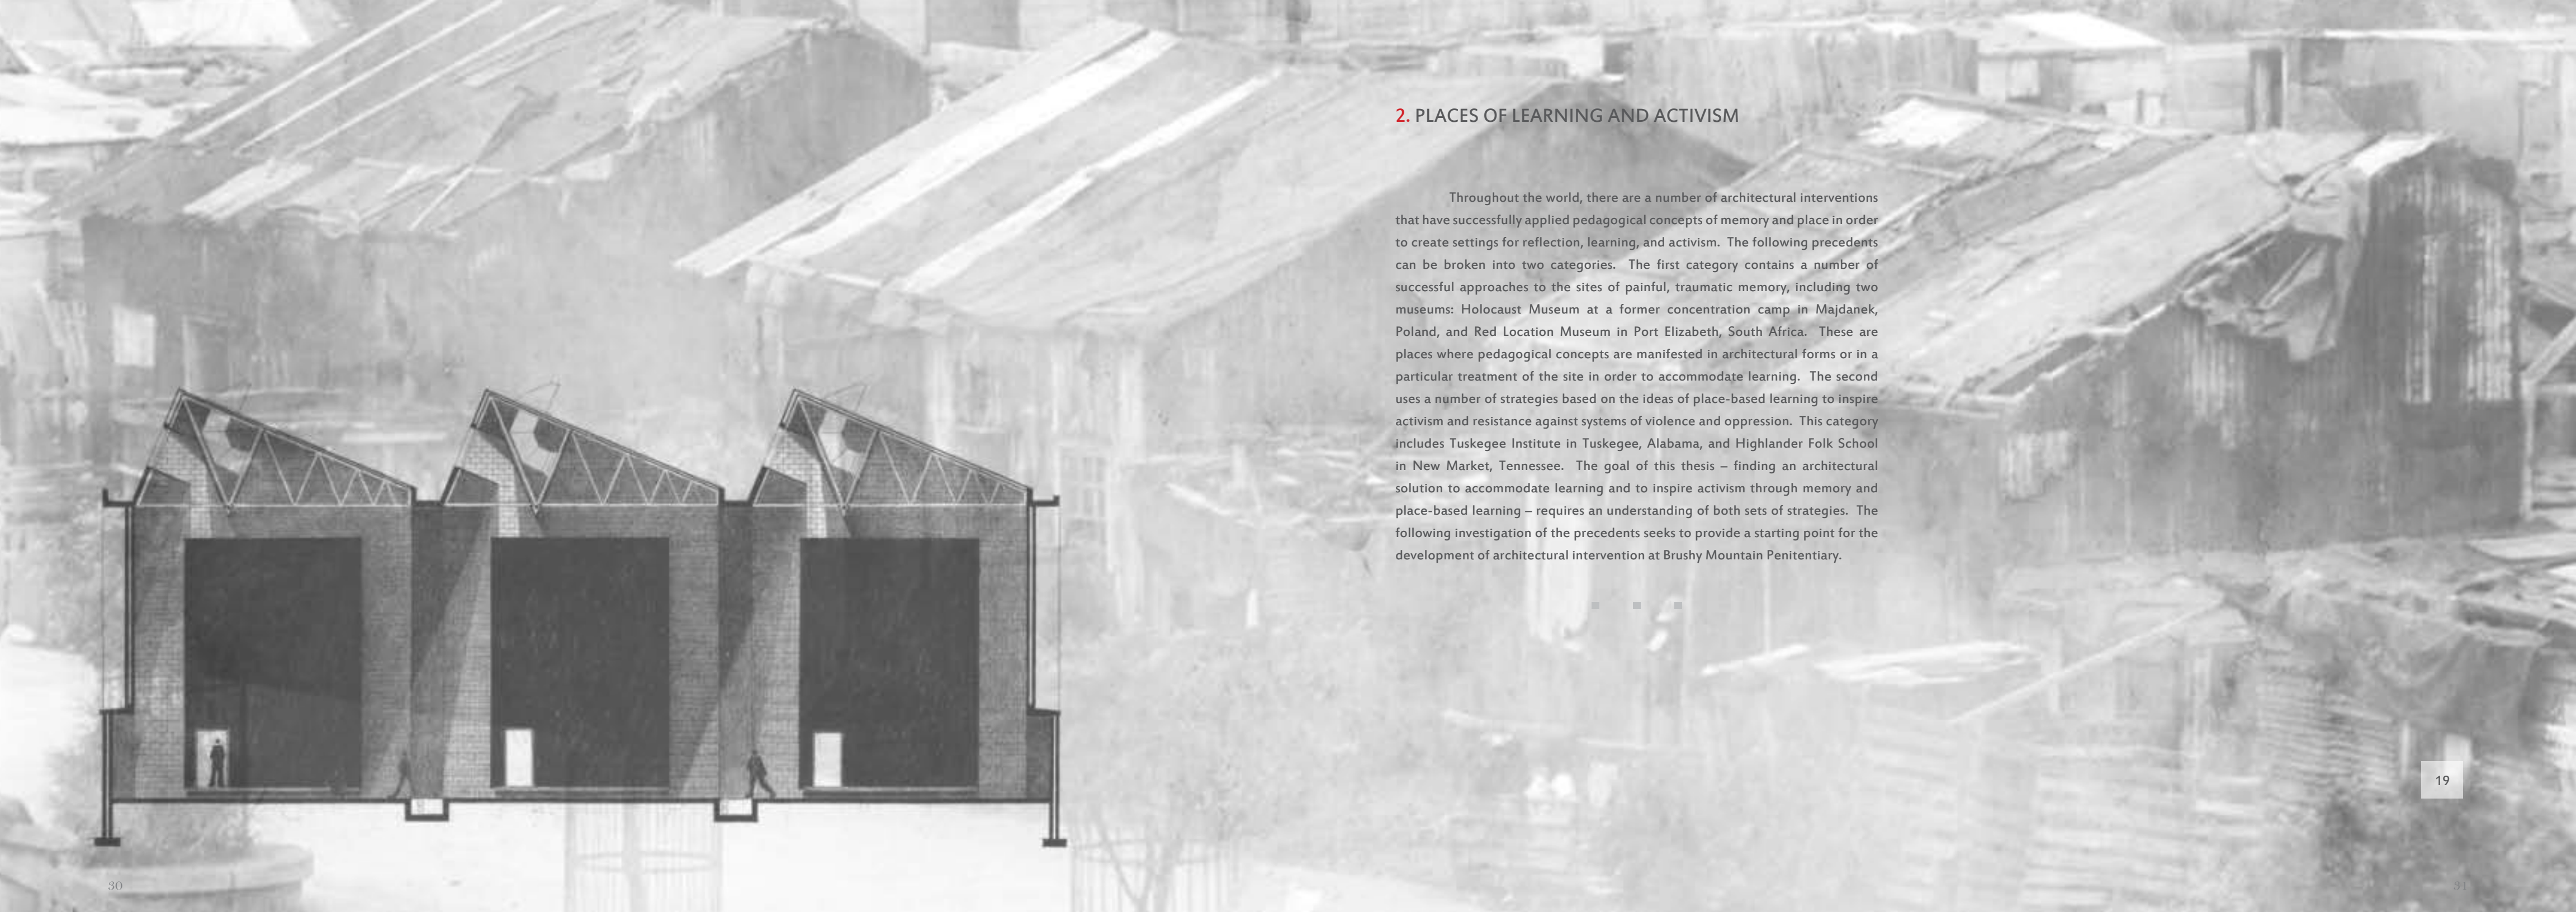 2. PLACES OF LEARNING AND ACTIVISM
Throughout the world, there are a number of architectural interventions
that have successfully applied pedagogical concepts of memory and place in order
to create settings for reflection, learning, and activism. The following precedents
can be broken into two categories. The first category contains a number of
successful approaches to the sites of painful, traumatic memory, including two
museums: Holocaust Museum at a former concentration camp in Majdanek,
Poland, and Red Location Museum in Port Elizabeth, South Africa. These are
places where pedagogical concepts are manifested in architectural forms or in a
particular treatment of the site in order to accommodate learning. The second
uses a number of strategies based on the ideas of place-based learning to inspire
activism and resistance against systems of violence and oppression. This category
includes Tuskegee Institute in Tuskegee, Alabama, and Highlander Folk School
in New Market, Tennessee. The goal of this thesis – finding an architectural
solution to accommodate learning and to inspire activism through memory and
place-based learning – requires an understanding of both sets of strategies. The
following investigation of the precedents seeks to provide a starting point for the
development of architectural intervention at Brushy Mountain Penitentiary.
19
30
31